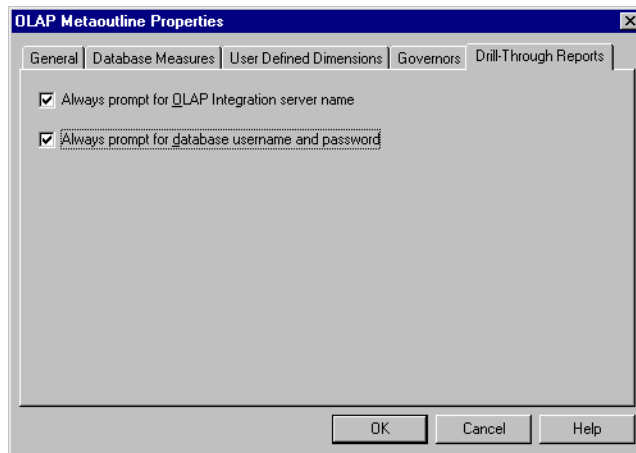 OLAP Metaoutline Properties
General Database Measures User Defined Dimensions Governors Drill-Through Reports
Always prompt for OLAP Integration server name
Always prompt for database username and password
OK Cancel Help